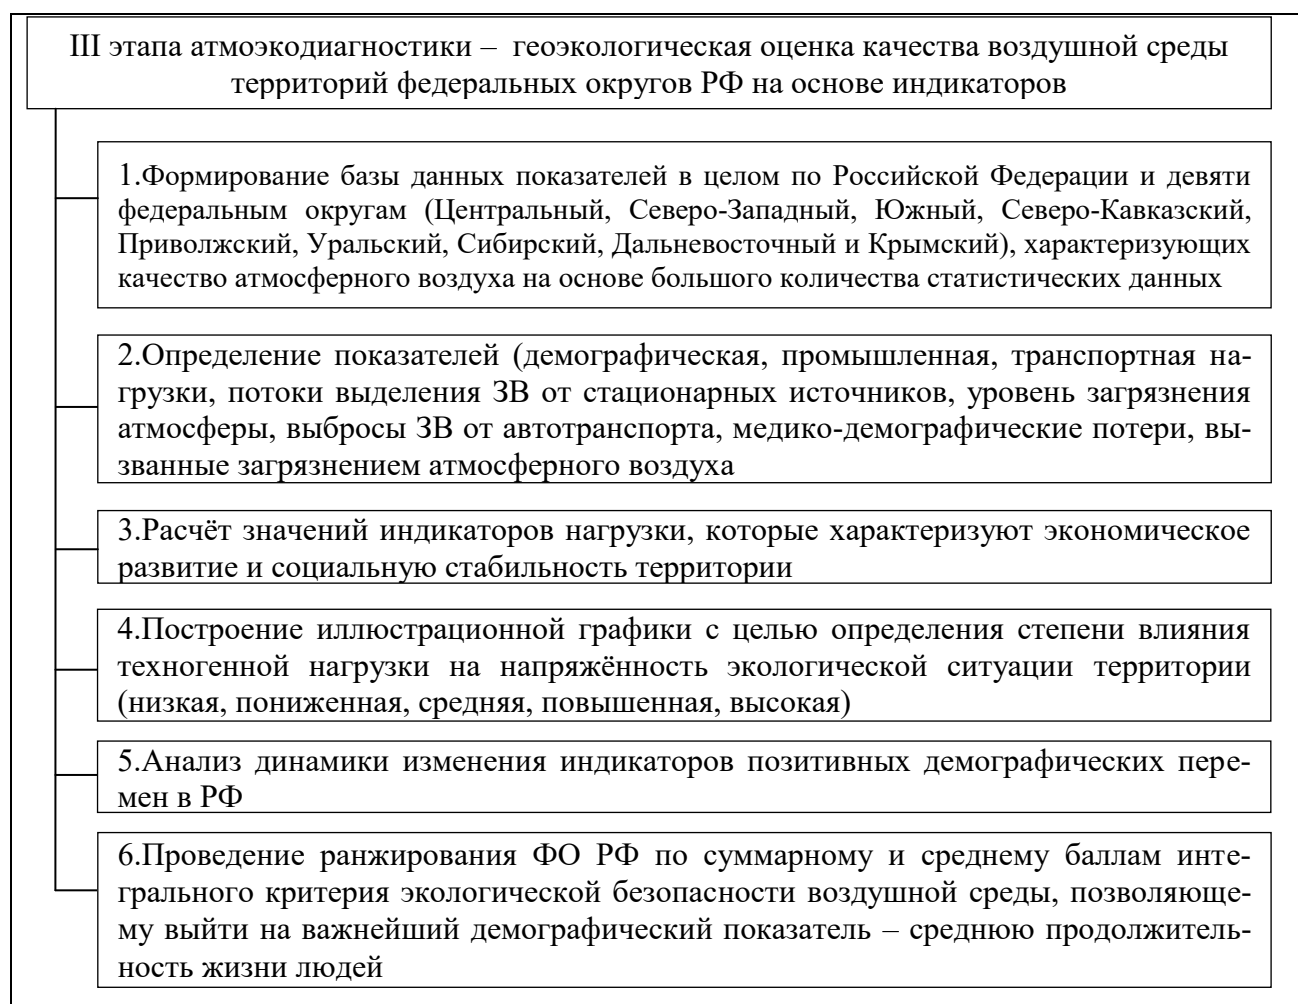 III этапа атмоэкодиагностики – геоэкологическая оценка качества воздушной среды
территорий федеральных округов РФ на основе индикаторов
1.Формирование базы данных показателей в целом по Российской Федерации и девяти
федеральным округам (Центральный, Северо-Западный, Южный, Северо-Кавказский,
Приволжский, Уральский, Сибирский, Дальневосточный и Крымский), характеризующих
качество атмосферного воздуха на основе большого количества статистических данных
2.Определение показателей (демографическая, промышленная, транспортная на-
грузки, потоки выделения ЗВ от стационарных источников, уровень загрязнения
атмосферы, выбросы ЗВ от автотранспорта, медико-демографические потери, вы-
званные загрязнением атмосферного воздуха
3.Расчёт значений индикаторов нагрузки, которые характеризуют экономическое
развитие и социальную стабильность территории
4.Построение иллюстрационной графики с целью определения степени влияния
техногенной нагрузки на напряжённость экологической ситуации территории
(низкая, пониженная, средняя, повышенная, высокая)
5.Анализ динамики изменения индикаторов позитивных демографических пере-
мен в РФ
6.Проведение ранжирования ФО РФ по суммарному и среднему баллам инте-
грального критерия экологической безопасности воздушной среды, позволяюще-
му выйти на важнейший демографический показатель – среднюю продолжитель-
ность жизни людей